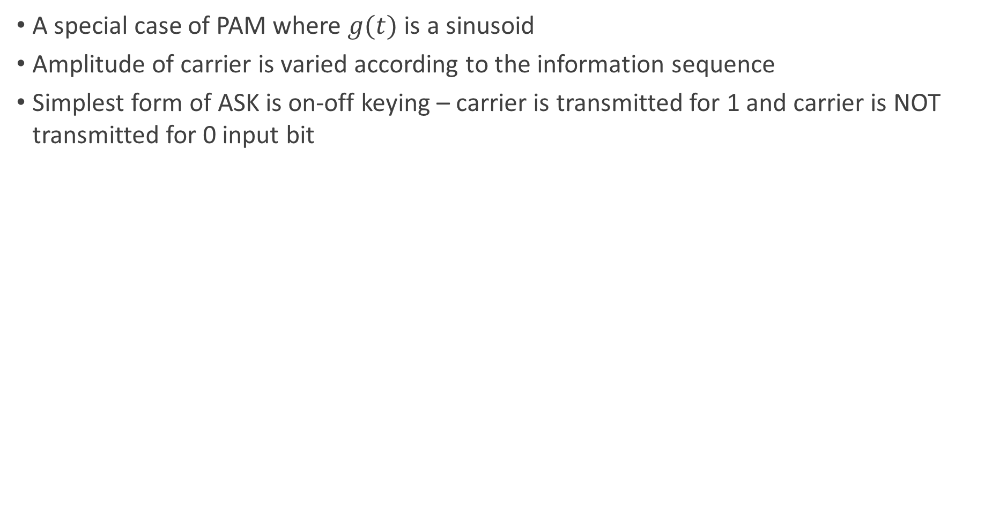 • A special case of PAM where g(t) is a sinusoid
• Amplitude of carrier is varied according to the information sequence
• Simplest form of ASK is on-off keying – carrier is transmitted for 1 and carrier is NOT
transmitted for 0 input bit